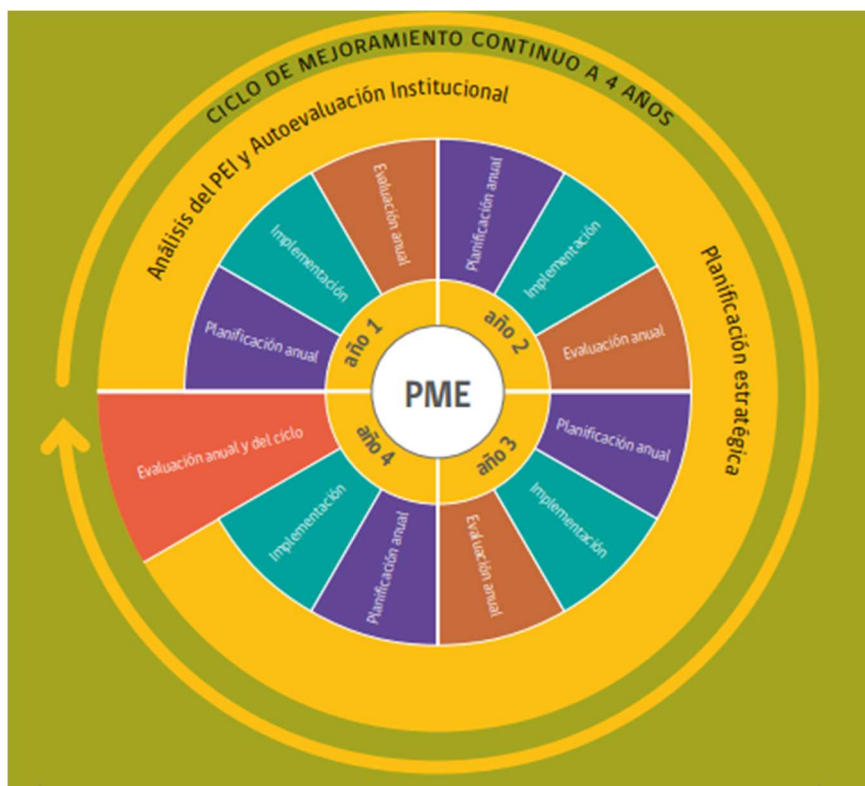 CICLO DE MEJORAMIENTO CONTINUO A 4 AÑOS
Análisis del PEI y Autoevaluación Institucional
Planificación estratégica
PME
año 1
Planificación anual
Implementación
Evaluación anual
año 2
Planificación anual
Implementación
Evaluación anual
año 3
Planificación anual
Implementación
Evaluación anual
año 4
Planificación anual
Implementación
Evaluación anual y del ciclo